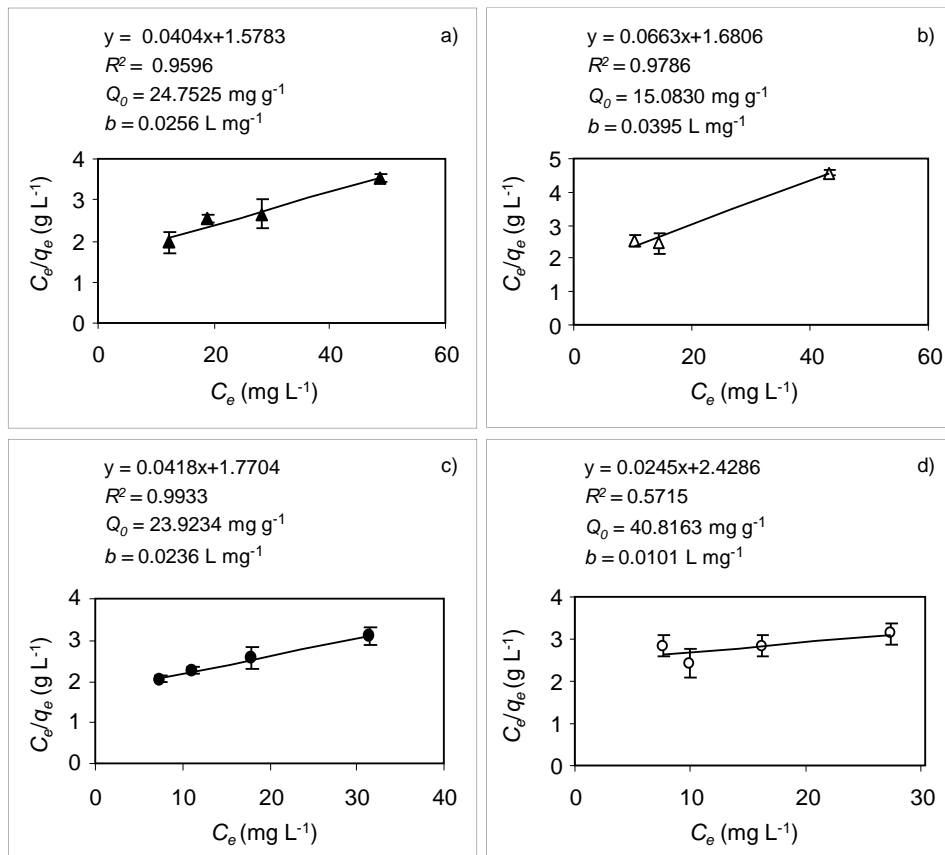 y = 0.0404x+1.5783 a)
R² = 0.9596
Q₀ = 24.7525 mg g⁻¹
b = 0.0256 L mg⁻¹
4
3
2
1
0
Cₑ/qₑ (g L⁻¹)
0 20 40 60
Cₑ (mg L⁻¹)
y = 0.0663x+1.6806 b)
R² = 0.9786
Q₀ = 15.0830 mg g⁻¹
b = 0.0395 L mg⁻¹
5
4
3
2
1
0
Cₑ/qₑ (g L⁻¹)
0 20 40 60
Cₑ (mg L⁻¹)
y = 0.0418x+1.7704 c)
R² = 0.9933
Q₀ = 23.9234 mg g⁻¹
b = 0.0236 L mg⁻¹
4
3
2
1
0
Cₑ/qₑ (g L⁻¹)
0 10 20 30 40
Cₑ (mg L⁻¹)
y = 0.0245x+2.4286 d)
R² = 0.5715
Q₀ = 40.8163 mg g⁻¹
b = 0.0101 L mg⁻¹
4
3
2
1
0
Cₑ/qₑ (g L⁻¹)
0 10 20 30
Cₑ (mg L⁻¹)